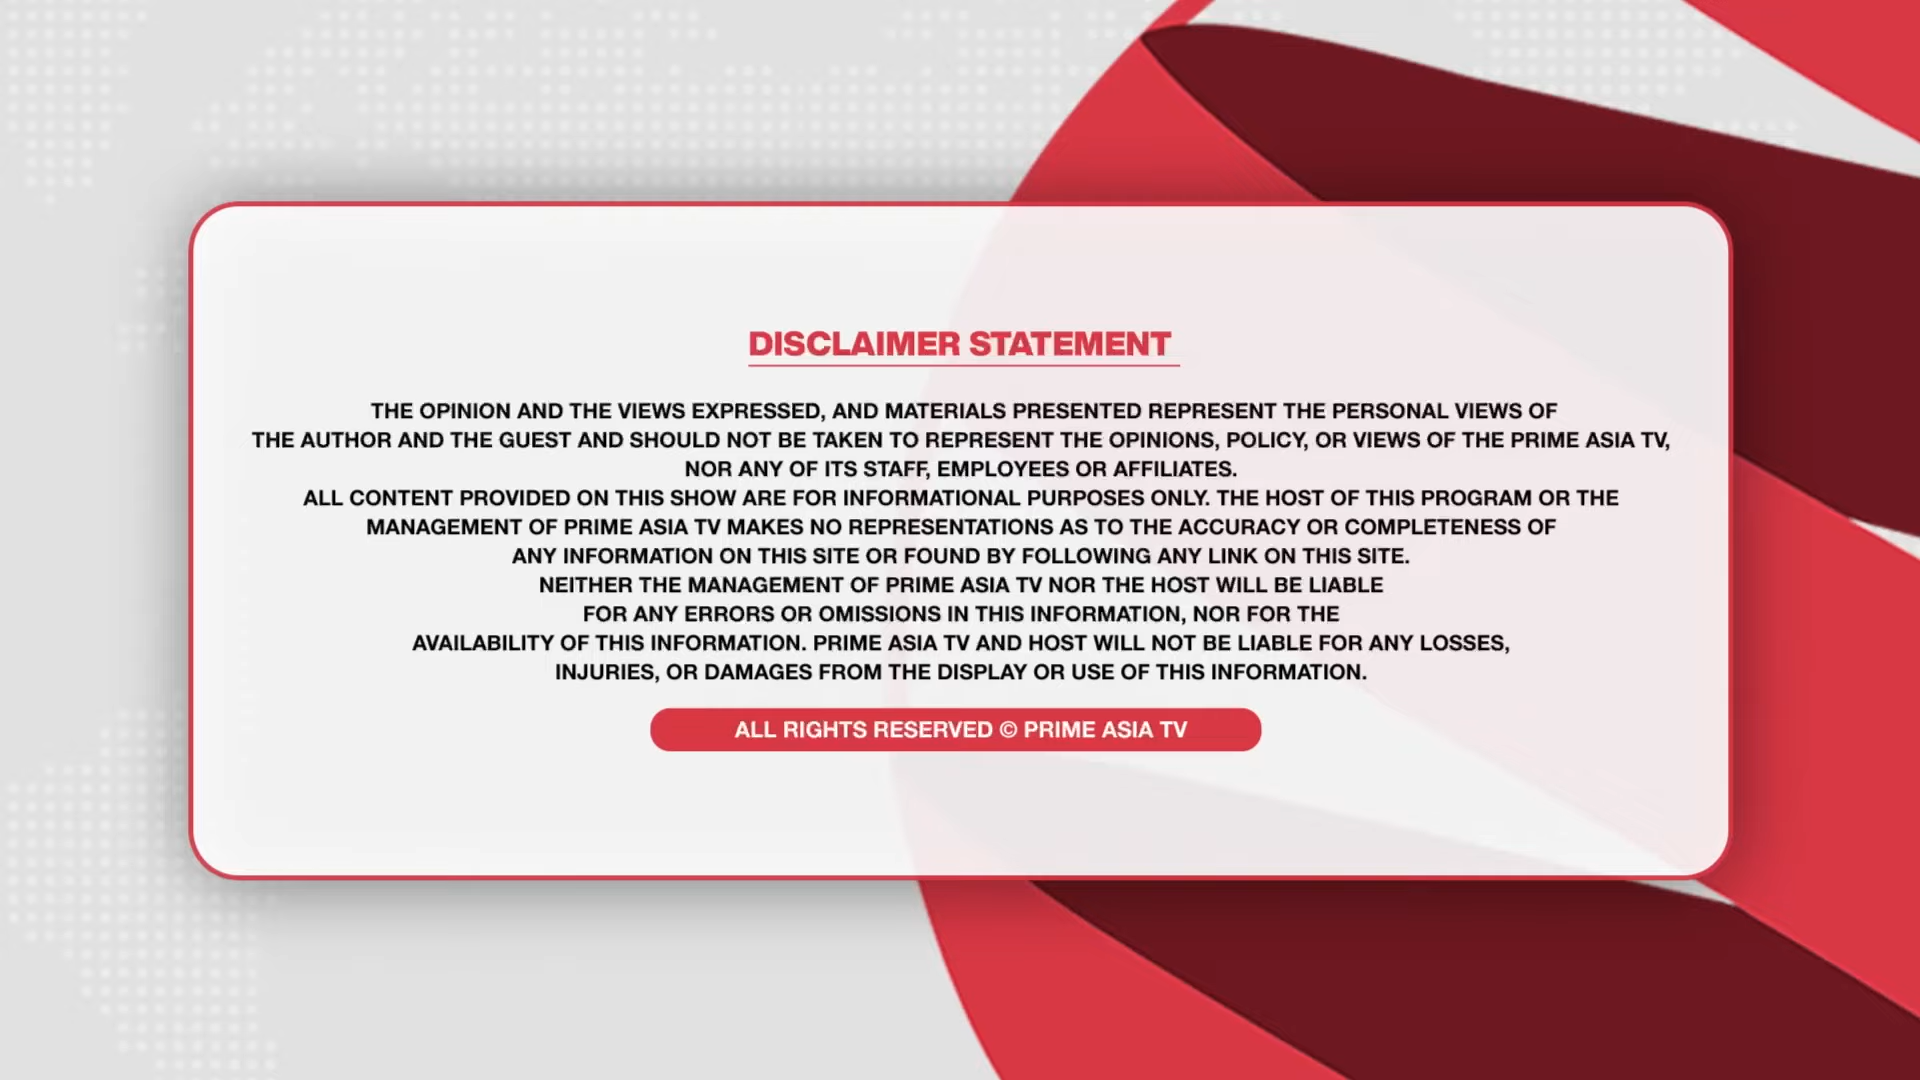 DISCLAIMER STATEMENT
THE OPINION AND THE VIEWS EXPRESSED, AND MATERIALS PRESENTED REPRESENT THE PERSONAL VIEWS OF
THE AUTHOR AND THE GUEST AND SHOULD NOT BE TAKEN TO REPRESENT THE OPINIONS, POLICY, OR VIEWS OF THE PRIME ASIA TV,
NOR ANY OF ITS STAFF, EMPLOYEES OR AFFILIATES.
ALL CONTENT PROVIDED ON THIS SHOW ARE FOR INFORMATIONAL PURPOSES ONLY. THE HOST OF THIS PROGRAM OR THE
MANAGEMENT OF PRIME ASIA TV MAKES NO REPRESENTATIONS AS TO THE ACCURACY OR COMPLETENESS OF
ANY INFORMATION ON THIS SITE OR FOUND BY FOLLOWING ANY LINK ON THIS SITE.
NEITHER THE MANAGEMENT OF PRIME ASIA TV NOR THE HOST WILL BE LIABLE
FOR ANY ERRORS OR OMISSIONS IN THIS INFORMATION, NOR FOR THE
AVAILABILITY OF THIS INFORMATION. PRIME ASIA TV AND HOST WILL NOT BE LIABLE FOR ANY LOSSES,
INJURIES, OR DAMAGES FROM THE DISPLAY OR USE OF THIS INFORMATION.
ALL RIGHTS RESERVED © PRIME ASIA TV